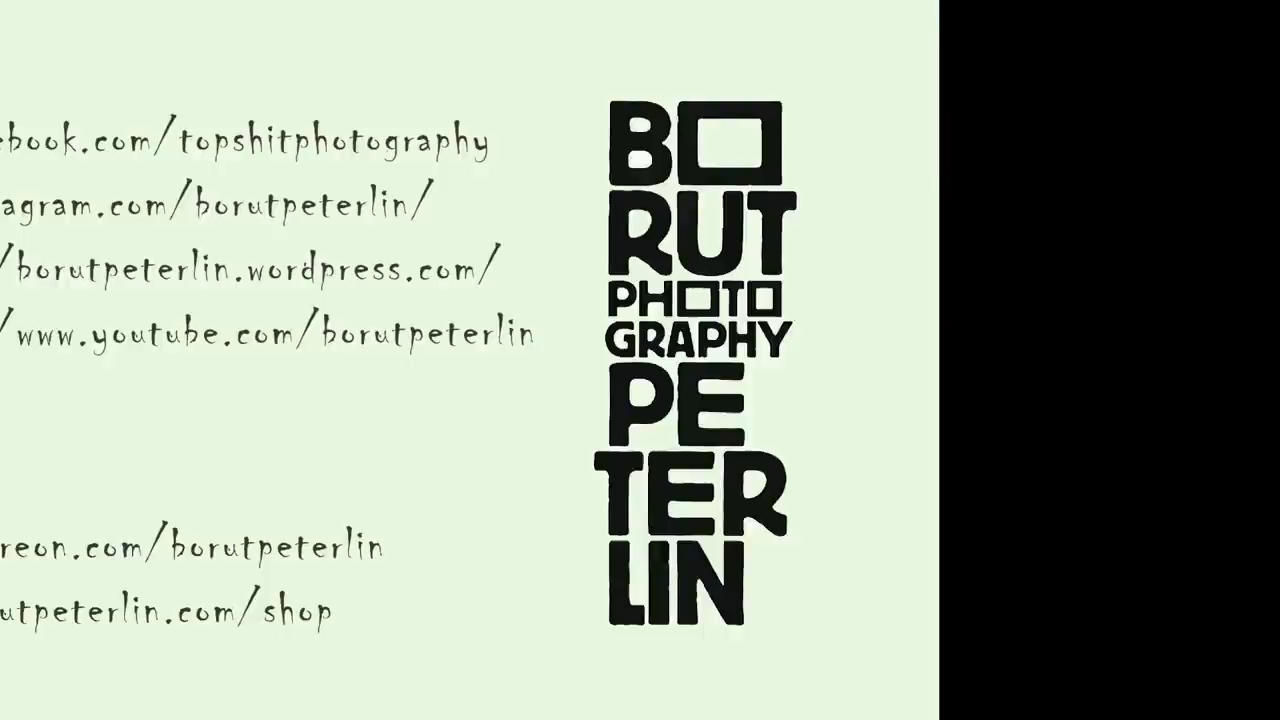 ebook.com/topshitphotography
agram.com/borutpeterlin/
/borutpeterlin.wordpress.com/
/www.youtube.com/borutpeterlin
reon.com/borutpeterlin
utpeterlin.com/shop
BO
RUT
PHOTO
GRAPHY
PE
TER
LIN